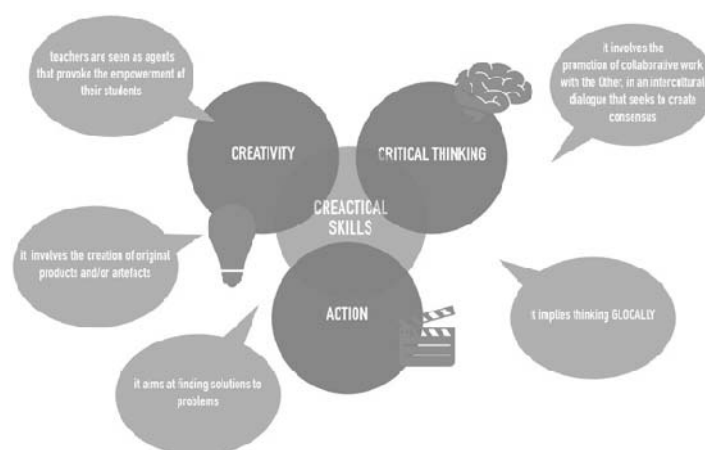 teachers are seen as agents
that provoke the empowerment of
their students
it involves the
promotion of collaborative work
with the Other, in an intercultural
dialogue that seeks to create
consensus
CREATIVITY
CRITICAL THINKING
CREACTICAL
SKILLS
it involves the creation of original
products and/or artefacts
ACTION
it implies thinking GLOCALLY
it aims at finding solutions to
problems